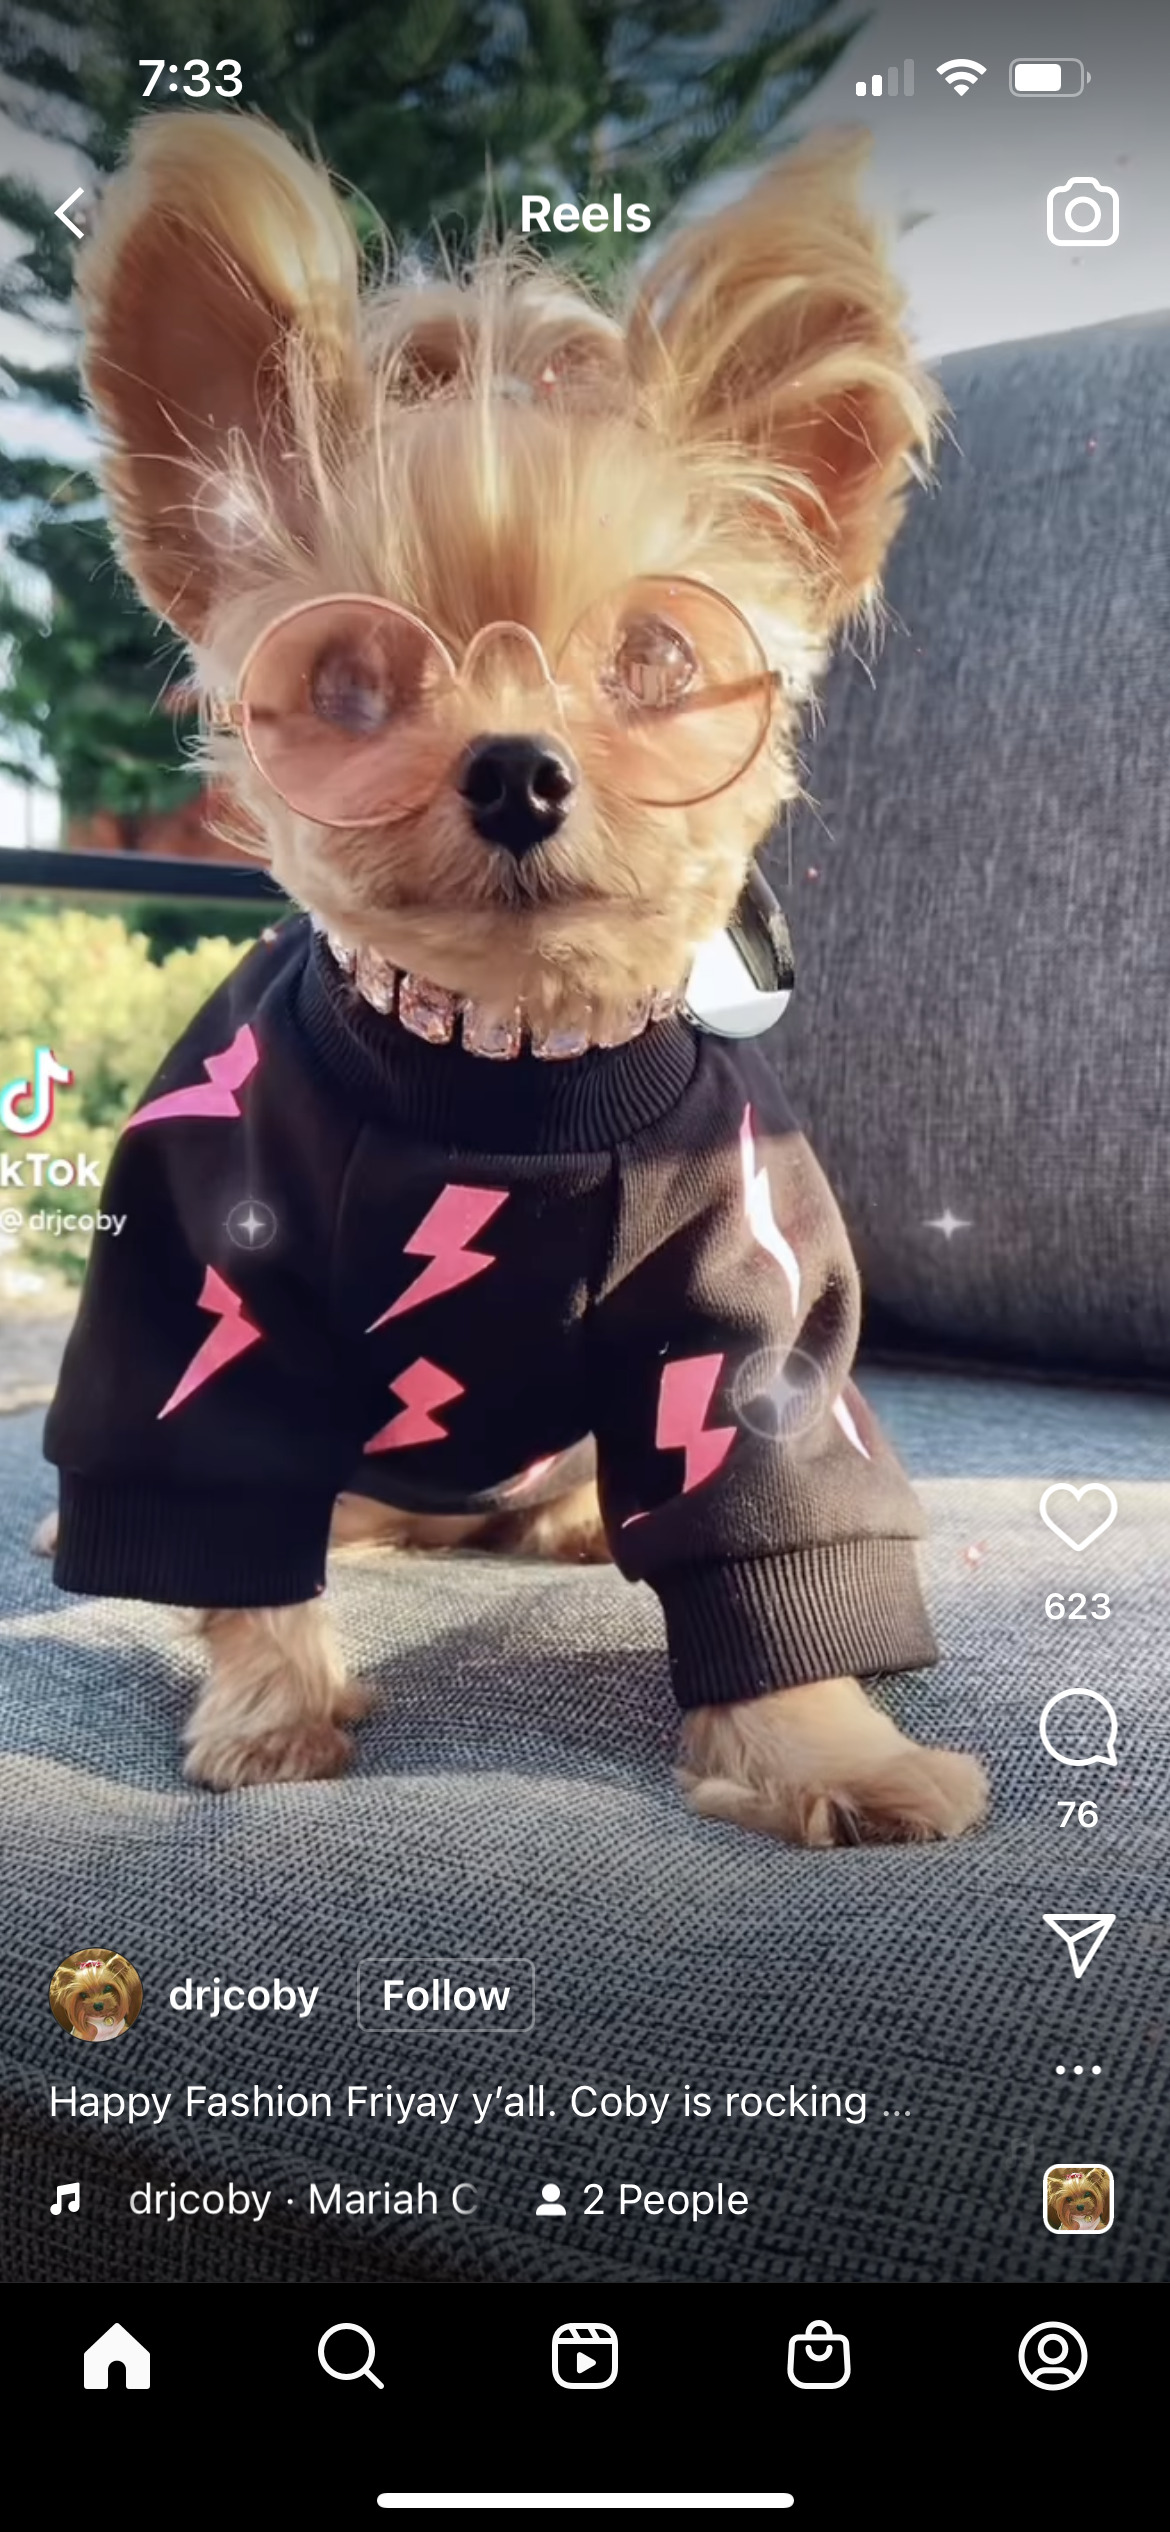 7:33
Reels
kTok
@drjcoby
623
76
drjcoby Follow
Happy Fashion Friyay y’all. Coby is rocking ...
drjcoby · Mariah C 2 People